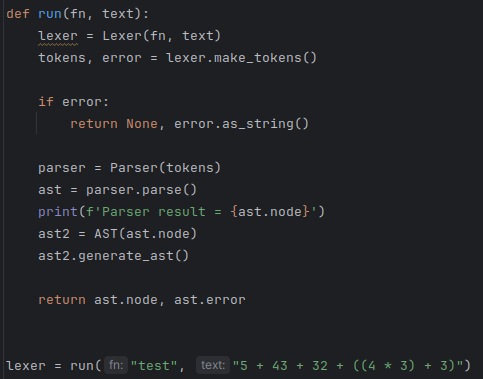 def run(fn, text):
    lexer = Lexer(fn, text)
    tokens, error = lexer.make_tokens()

    if error:
        return None, error.as_string()

    parser = Parser(tokens)
    ast = parser.parse()
    print(f'Parser result = {ast.node}')
    ast2 = AST(ast.node)
    ast2.generate_ast()

    return ast.node, ast.error


lexer = run( fn: "test",  text: "5 + 43 + 32 + ((4 * 3) + 3)")